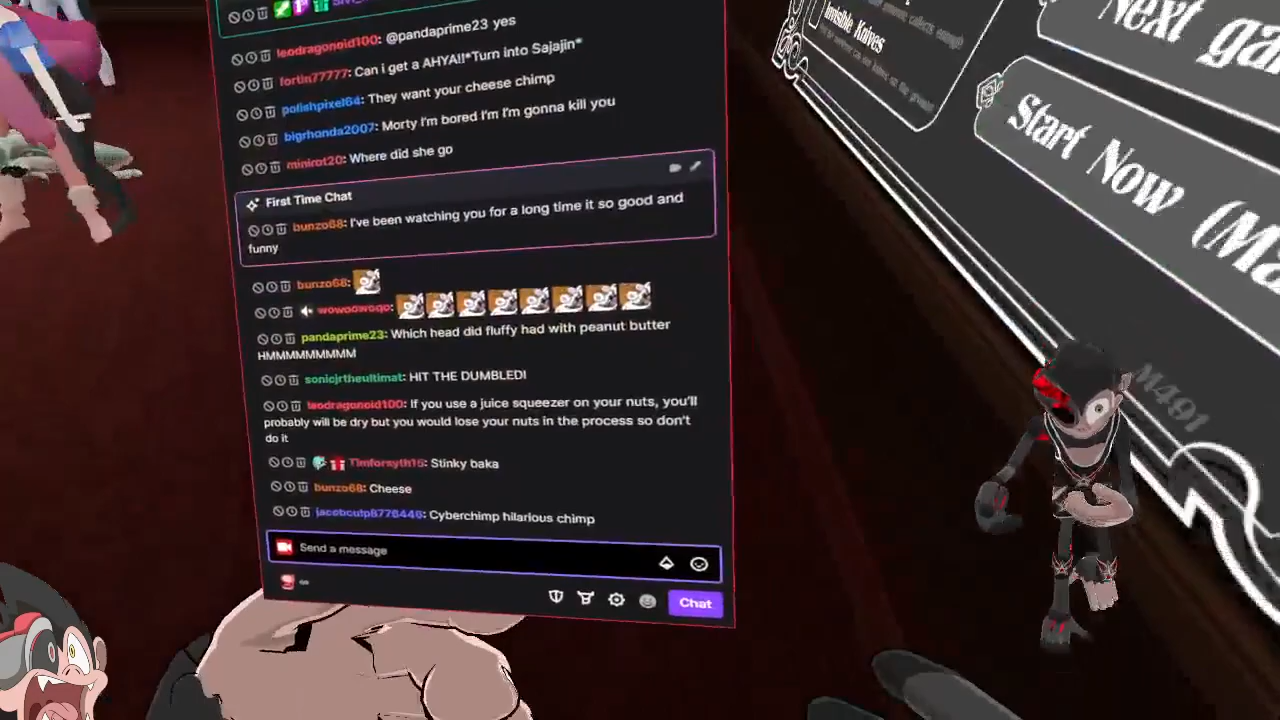 leodragonoid100: @pandaprime23 yes
fortin77777: Can i get a AHYA!!*Turn into Sajajin*
polishpixel64: They want your cheese chimp
bigrhonda2007: Morty I'm bored I'm I'm gonna kill you
minirot20: Where did she go
First Time Chat
bunzo68: I've been watching you for a long time it so good and
funny
bunzo68:
pandaprime23: Which head did fluffy had with peanut butter
HMMMMMMMMM
sonicjrtheultimat: HIT THE DUMBLED!
leodragonoid100: If you use a juice squeezer on your nuts, you'll
probably will be dry but you would lose your nuts in the process so don't
do it
Timforsyth15: Stinky baka
bunzo68: Cheese
jacobculp8776446: Cyberchimp hilarious chimp
Send a message
Chat
Invisible Knives
Next ga
Start Now (Ma
M491